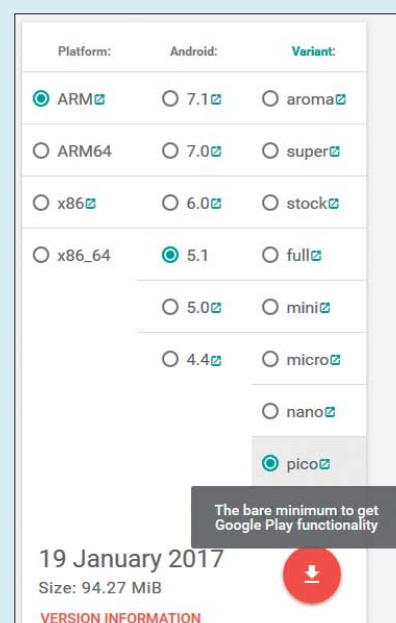 Platform: Android: Variant:
ARM 7.1 aroma
ARM64 7.0 super
x86 6.0 stock
x86_64 5.1 full
5.0 mini
4.4 micro
nano
pico
The bare minimum to get
Google Play functionality
19 January 2017
Size: 94.27 MiB
VERSION INFORMATION